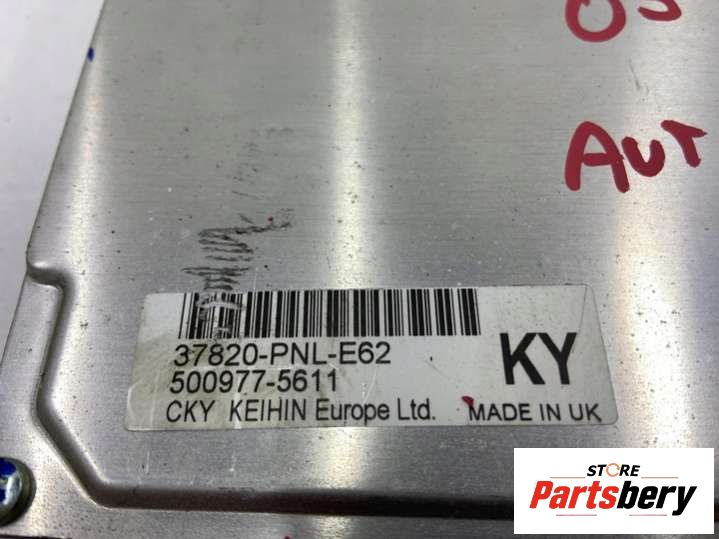 AUT
37820-PNL-E62
500977-5611
KY
CKY KEIHIN Europe Ltd. MADE IN UK
STORE
Partsbery